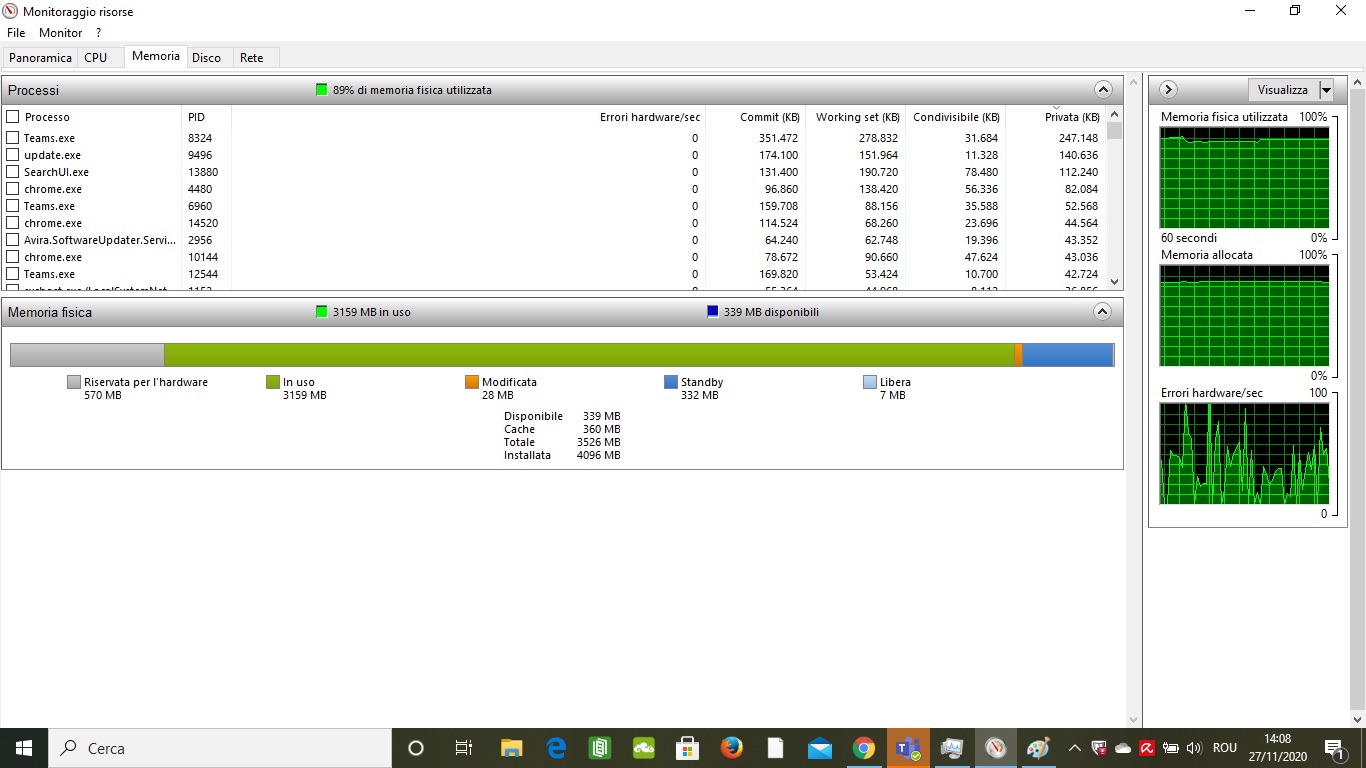 Monitoraggio risorse
File Monitor ?
Panoramica CPU Memoria Disco Rete
Processi 89% di memoria fisica utilizzata
Processo PID Errori hardware/sec Commit (KB) Working set (KB) Condivisibile (KB) Privata (KB)
Teams.exe 8324 0 351.472 278.832 31.684 247.148
update.exe 9496 0 174.100 151.964 11.328 140.636
SearchUI.exe 13880 0 131.400 190.720 78.480 112.240
chrome.exe 4480 0 96.860 138.420 56.336 82.084
Teams.exe 6960 0 159.708 88.156 35.588 52.568
chrome.exe 14520 0 114.524 68.260 23.696 44.564
Avira.SoftwareUpdater.Servi... 2956 0 64.240 62.748 19.396 43.352
chrome.exe 10144 0 78.672 90.660 47.624 43.036
Teams.exe 12544 0 169.820 53.424 10.700 42.724
Memoria fisica 3159 MB in uso 339 MB disponibili
Riservata per l'hardware In uso Modificata Standby Libera
570 MB 3159 MB 28 MB 332 MB 7 MB
Disponibile 339 MB
Cache 360 MB
Totale 3526 MB
Installata 4096 MB
Visualizza
Memoria fisica utilizzata 100%
60 secondi 0%
Memoria allocata 100%
0%
Errori hardware/sec 100
0
Cerca
ROU
14:08
27/11/2020
1